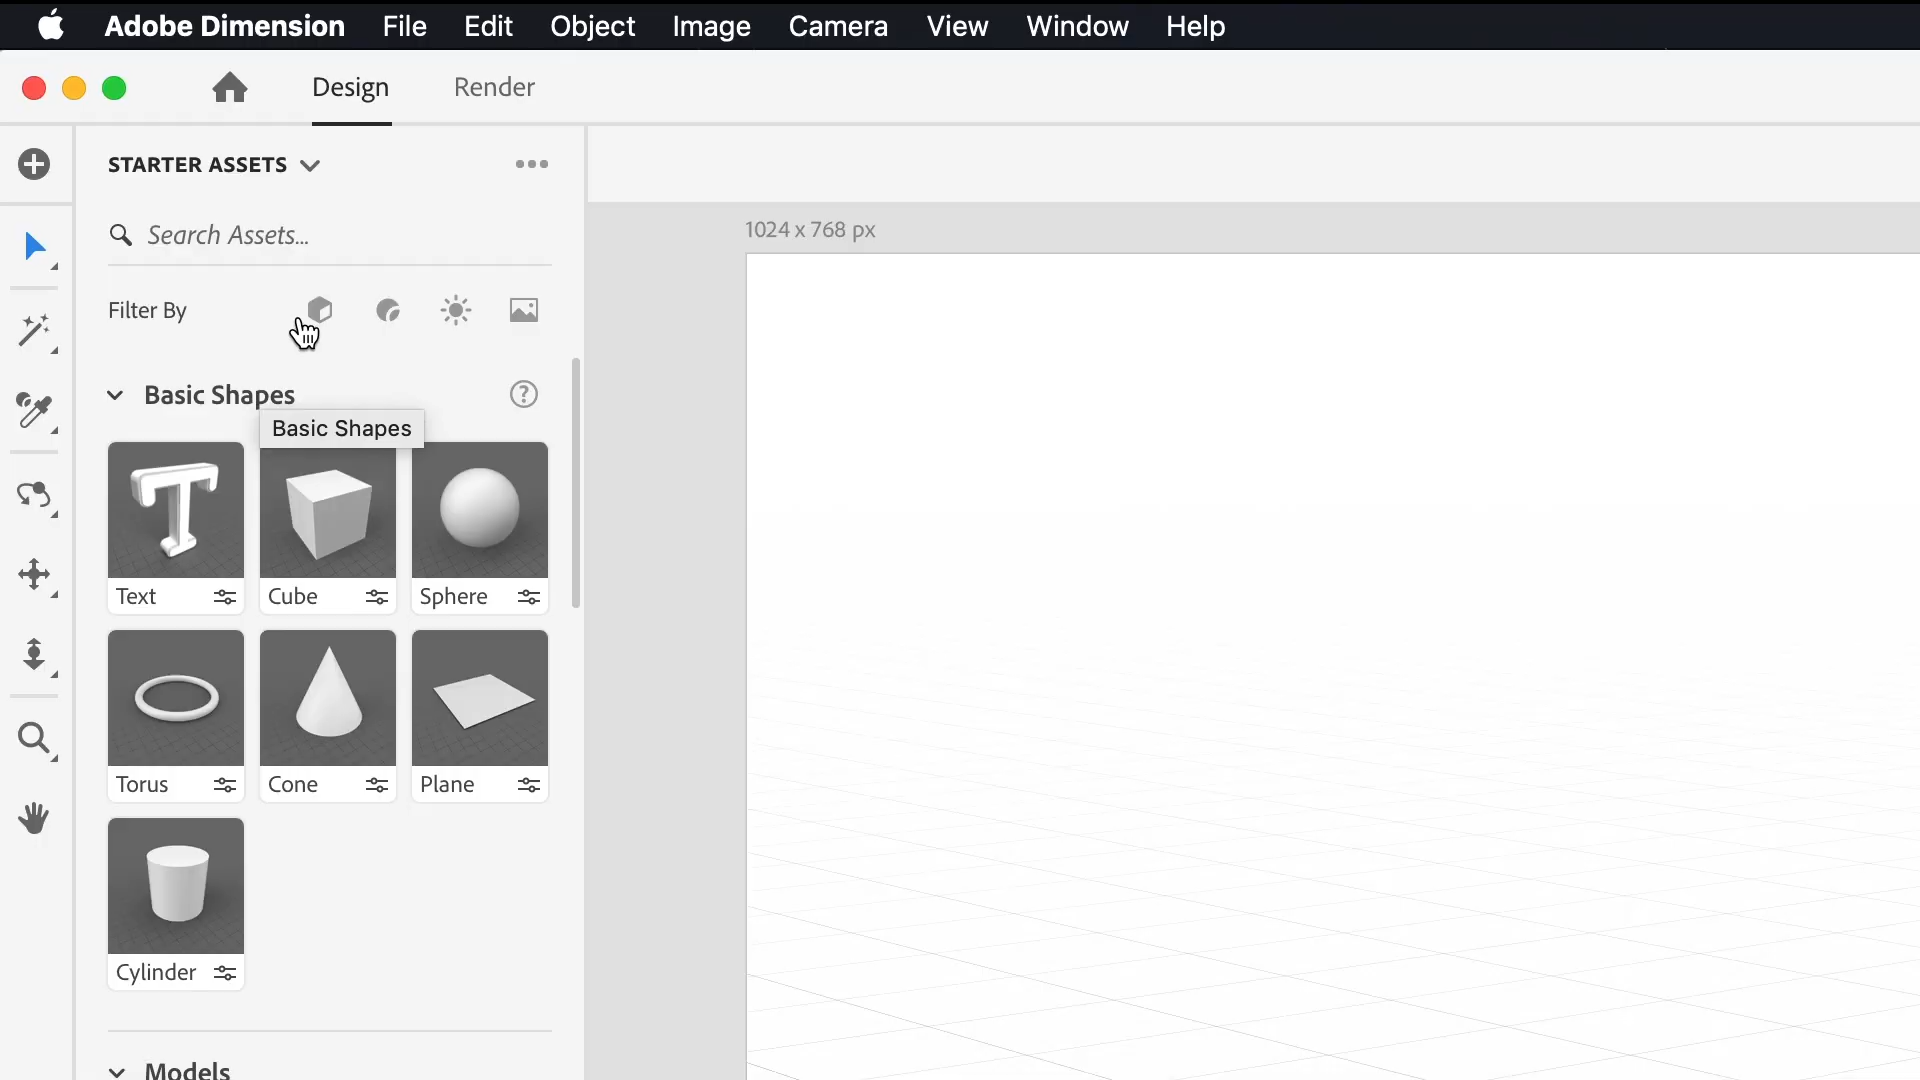 Adobe Dimension File Edit Object Image Camera View Window Help
Design Render
STARTER ASSETS
Search Assets...
1024 x 768 px
Filter By
Basic Shapes
Basic Shapes
Text Cube Sphere
Torus Cone Plane
Cylinder
Models